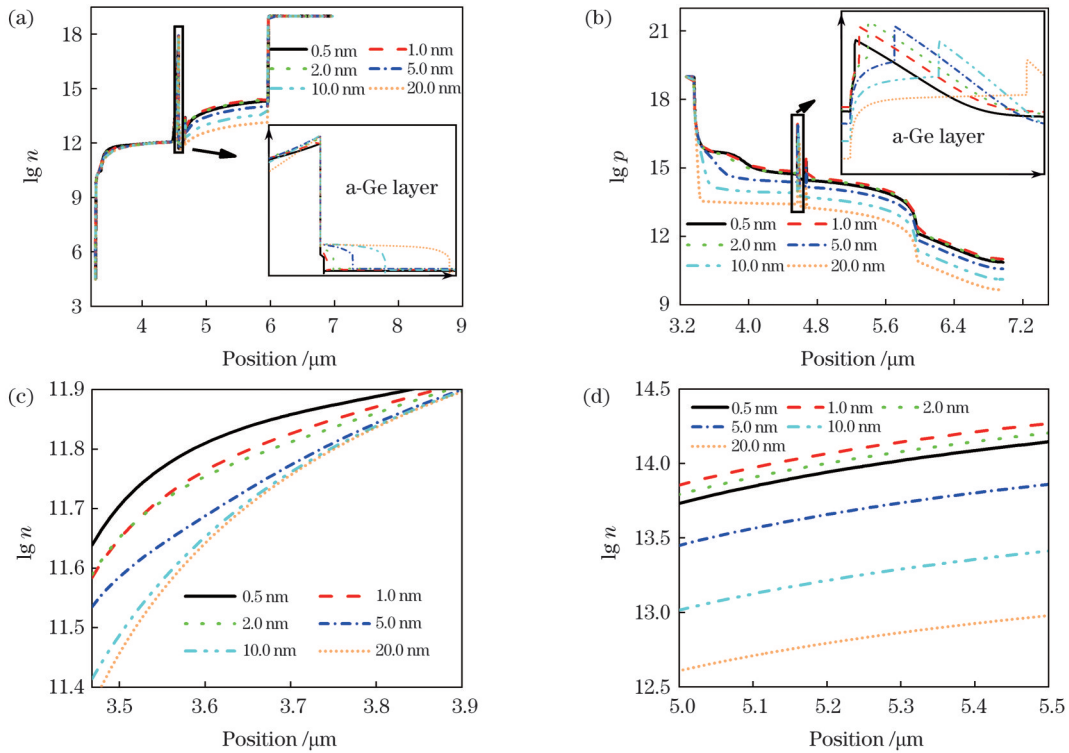 (a)
18
15
12
9
6
3
lg n
0.5 nm 1.0 nm
2.0 nm 5.0 nm
10.0 nm 20.0 nm
a-Ge layer
4 5 6 7 8 9
Position /μm
(b)
21
18
15
12
9
lg p
a-Ge layer
0.5 nm 1.0 nm
2.0 nm 5.0 nm
10.0 nm 20.0 nm
3.2 4.0 4.8 5.6 6.4 7.2
Position /μm
(c)
11.9
11.8
11.7
11.6
11.5
11.4
lg n
0.5 nm 1.0 nm
2.0 nm 5.0 nm
10.0 nm 20.0 nm
3.5 3.6 3.7 3.8 3.9
Position /μm
(d)
14.5
14.0
13.5
13.0
12.5
lg n
0.5 nm 1.0 nm 2.0 nm
5.0 nm 10.0 nm
20.0 nm
5.0 5.1 5.2 5.3 5.4 5.5
Position /μm